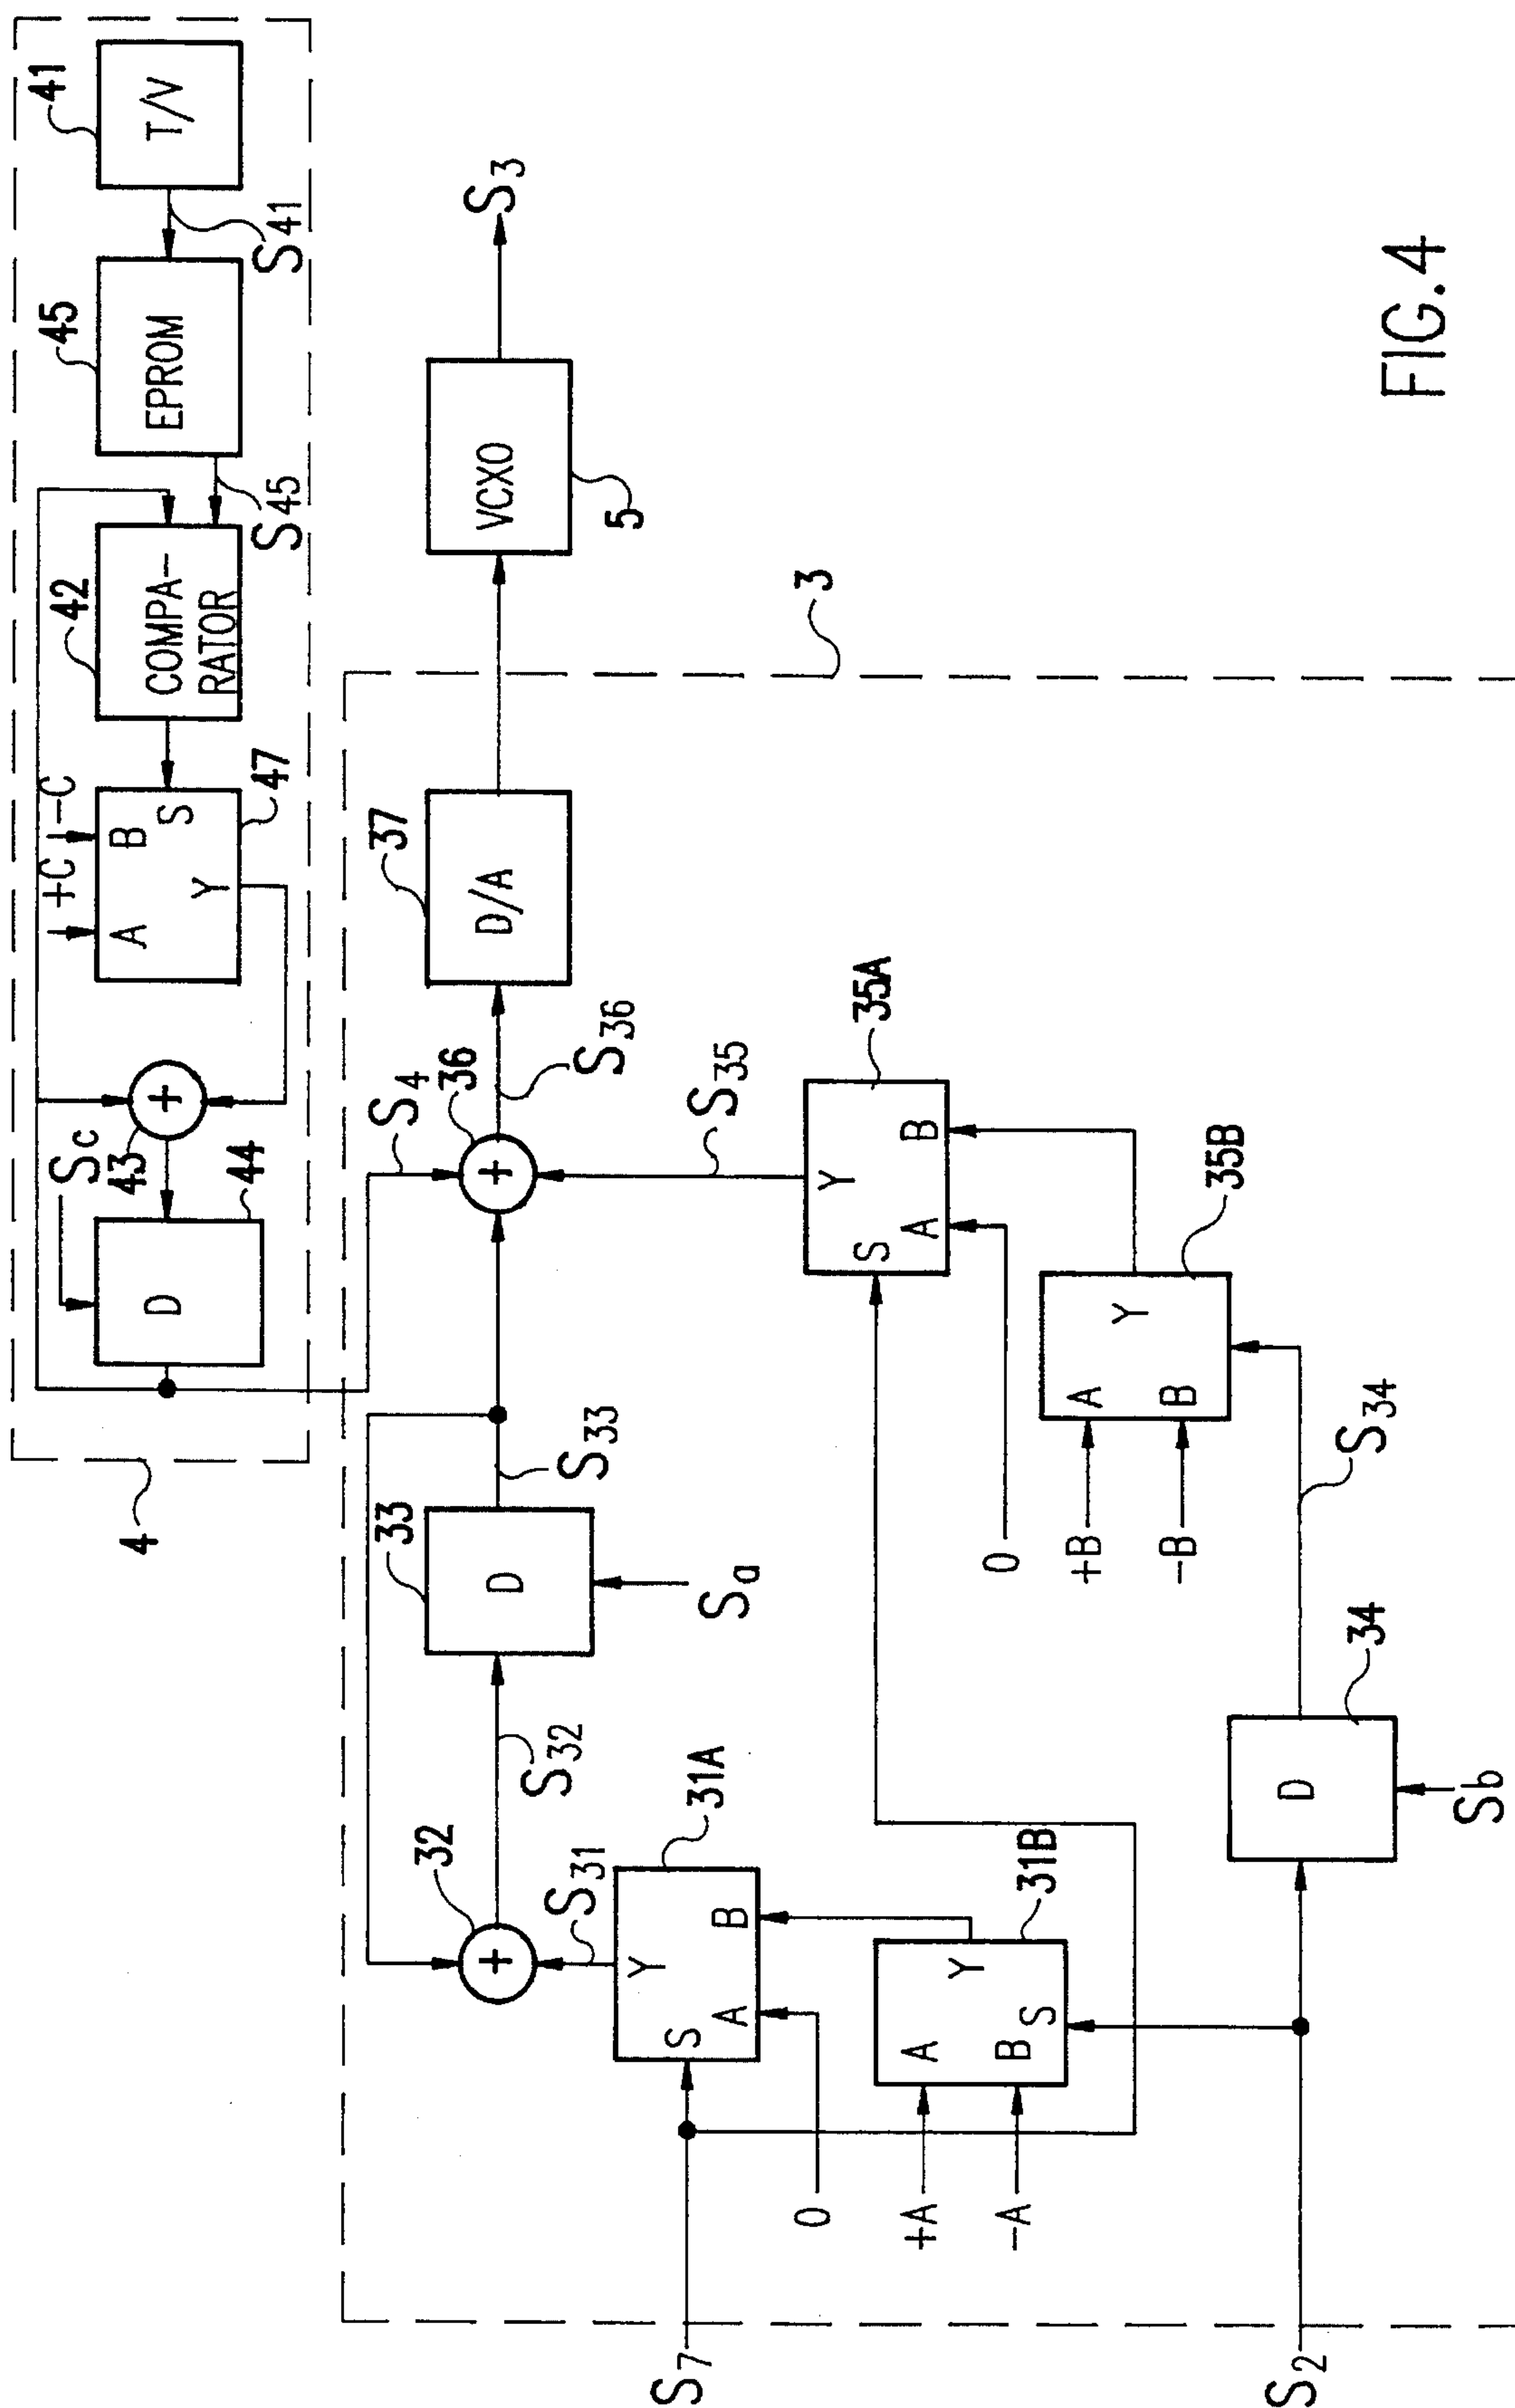 FIG.4
4
41
T/V
S41
45
EPROM
S45
42
COMPA-
RATOR
+C
-C
A
B
S
Y
47
43
+
Sc
44
D
S4
S7
S2
3
32
+
S31
S32
33
D
Sa
S33
36
+
S36
37
D/A
VCXO
5
S3
31A
S
Y
A
B
0
31B
A
B
Y
S
+A
-A
34
D
Sb
S34
35A
S
Y
A
B
S35
0
35B
A
B
Y
+B
-B